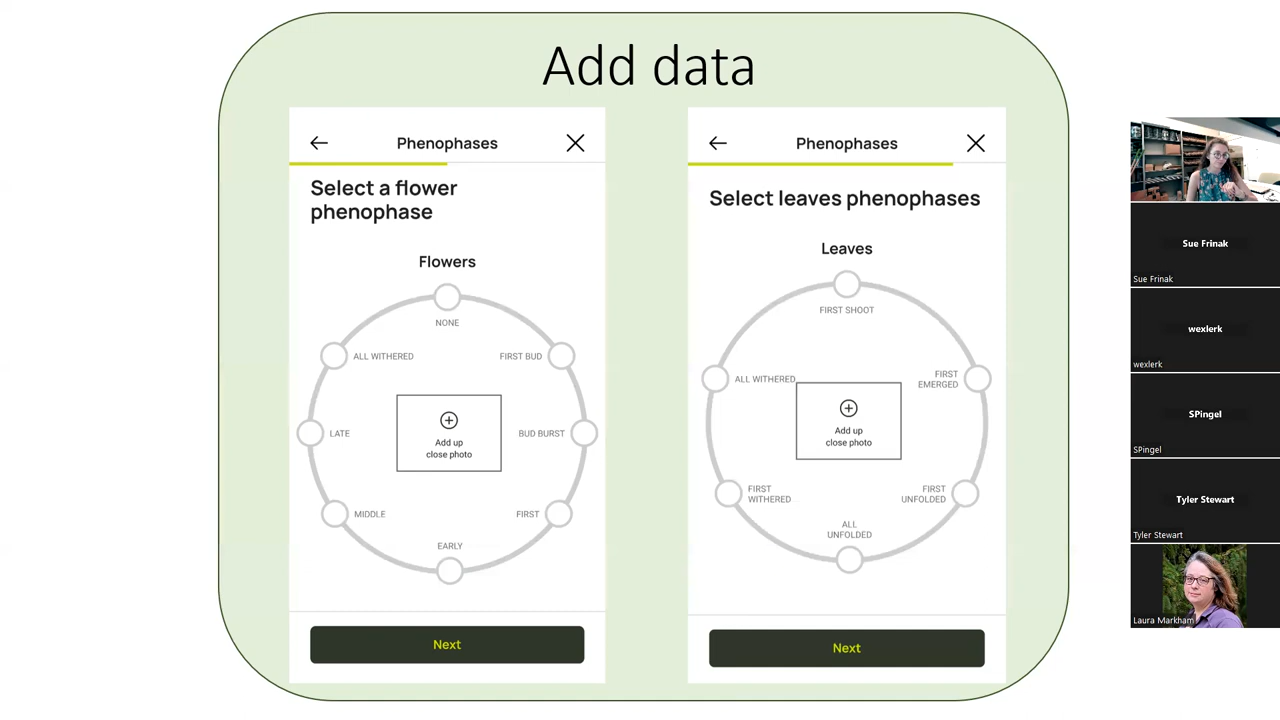 Add data
Phenophases
Select a flower
phenophase
Flowers
NONE
ALL WITHERED
FIRST BUD
LATE
BUD BURST
Add up
close photo
MIDDLE
FIRST
EARLY
Next
Phenophases
Select leaves phenophases
Leaves
FIRST SHOOT
ALL WITHERED
FIRST
EMERGED
Add up
close photo
FIRST
WITHERED
FIRST
UNFOLDED
ALL
UNFOLDED
Next
Sue Frinak
Sue Frinak
wexlerk
wexlerk
SPingel
SPingel
Tyler Stewart
Tyler Stewart
Laura Markham